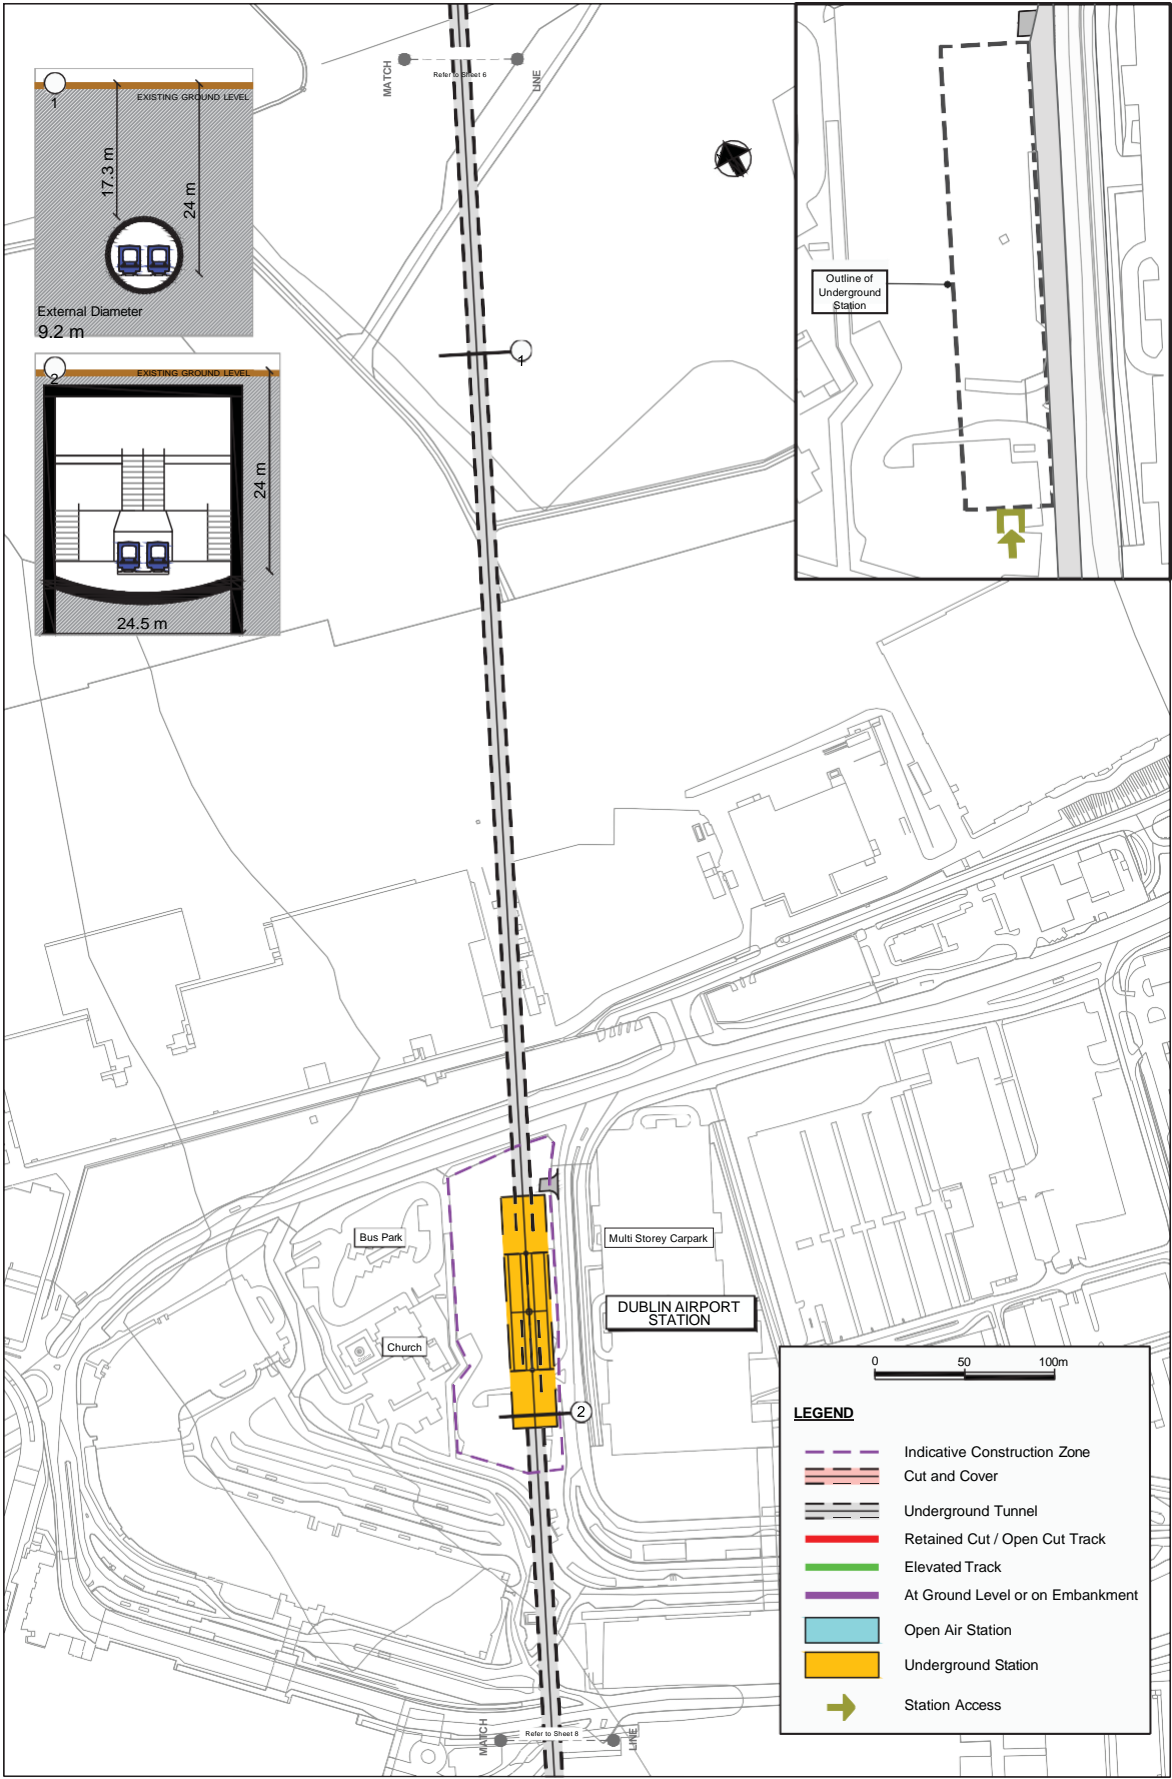 MATCH
Refer to Sheet 6
LINE
1
EXISTING GROUND LEVEL
17.3 m
24 m
External Diameter
9.2 m
2
EXISTING GROUND LEVEL
24 m
24.5 m
1
Outline of
Underground
Station
Bus Park
Multi Storey Carpark
DUBLIN AIRPORT
STATION
Church
2
0 50 100m
LEGEND
Indicative Construction Zone
Cut and Cover
Underground Tunnel
Retained Cut / Open Cut Track
Elevated Track
At Ground Level or on Embankment
Open Air Station
Underground Station
Station Access
MATCH
Refer to Sheet 8
LINE